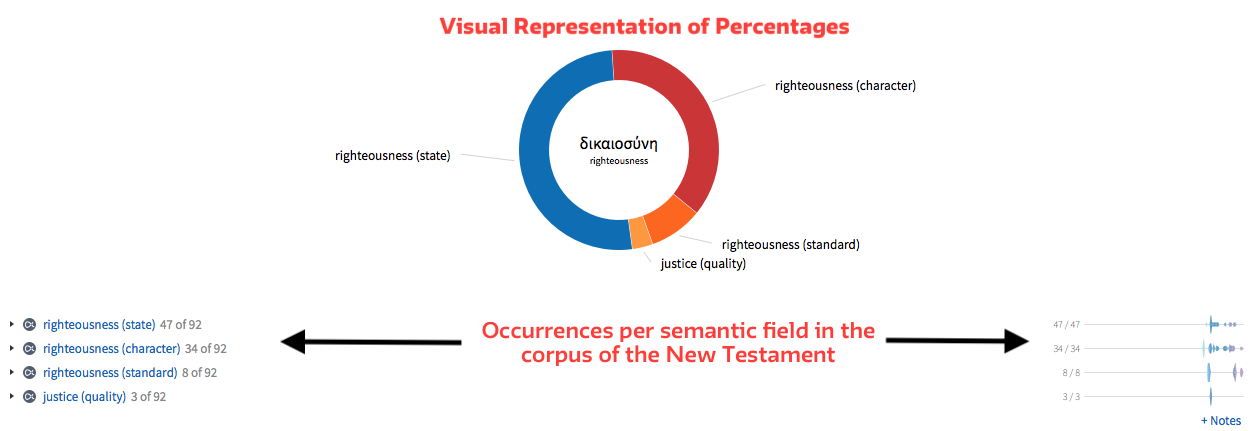 Visual Representation of Percentages
righteousness (character)
δικαιοσύνη
righteousness
righteousness (state)
righteousness (standard)
justice (quality)
righteousness (state) 47 of 92
righteousness (character) 34 of 92
righteousness (standard) 8 of 92
justice (quality) 3 of 92
Occurrences per semantic field in the
corpus of the New Testament
47 / 47
34 / 34
8 / 8
3 / 3
+ Notes